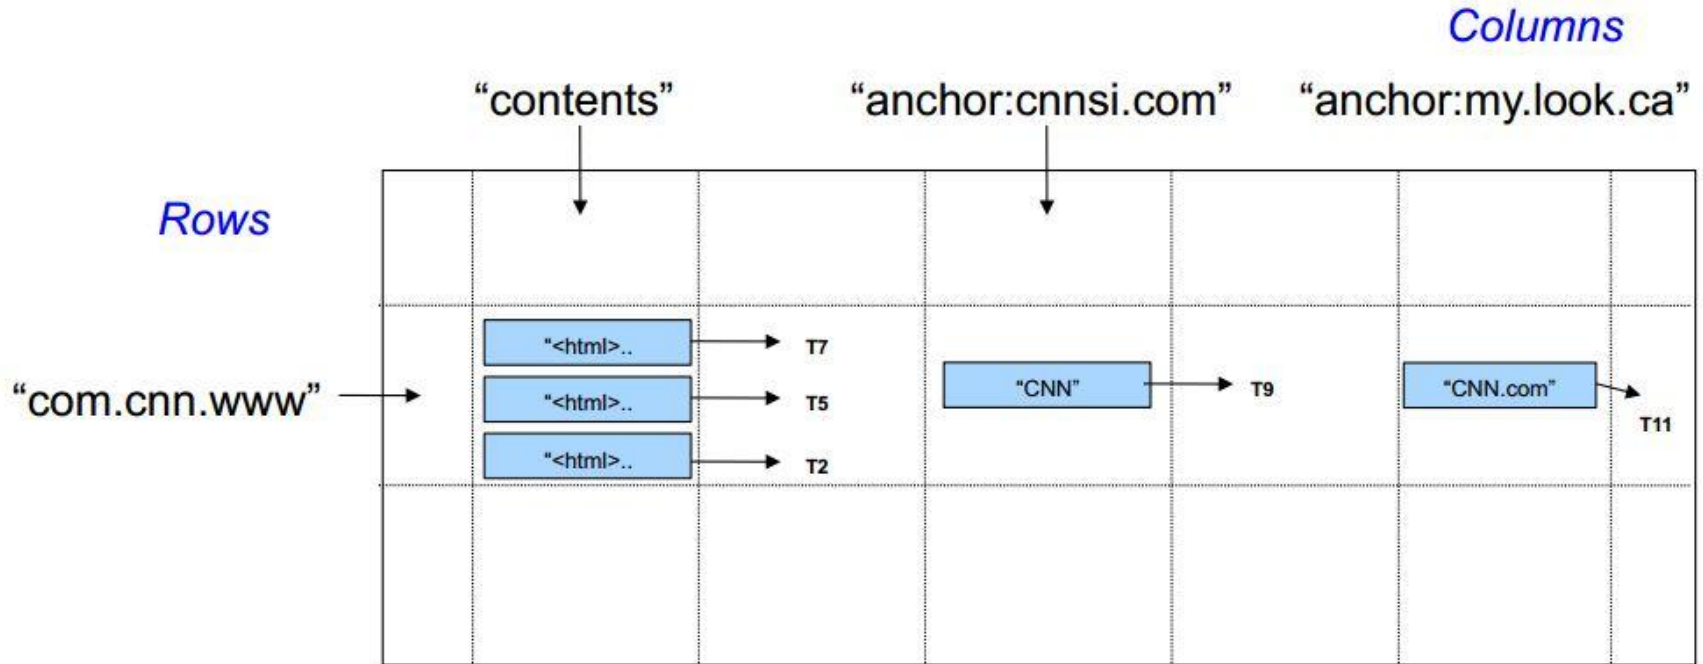 Columns
“contents” “anchor:cnnsi.com” “anchor:my.look.ca”
Rows
“<html>.. T7
“com.cnn.www” “<html>.. T5 “CNN” T9 “CNN.com” T11
“<html>.. T2